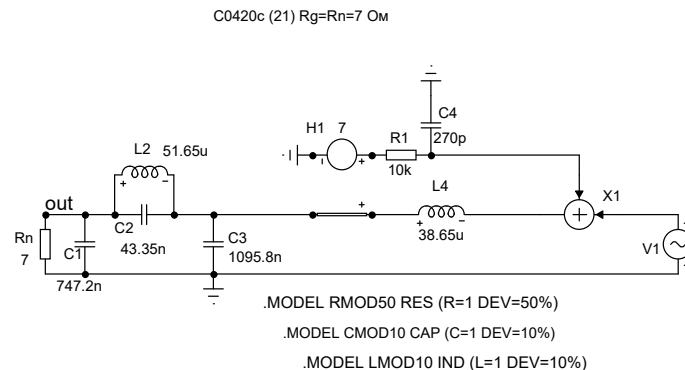 C0420c (21) Rg=Rn=7 Ом
C4
H1 7 R1 270p
L2 51.65u
10k
L4 X1
out
C2
Rn C1 C3
7 43.35n 1095.8n 38.65u V1
747.2n
.MODEL RMOD50 RES (R=1 DEV=50%)
.MODEL CMOD10 CAP (C=1 DEV=10%)
.MODEL LMOD10 IND (L=1 DEV=10%)